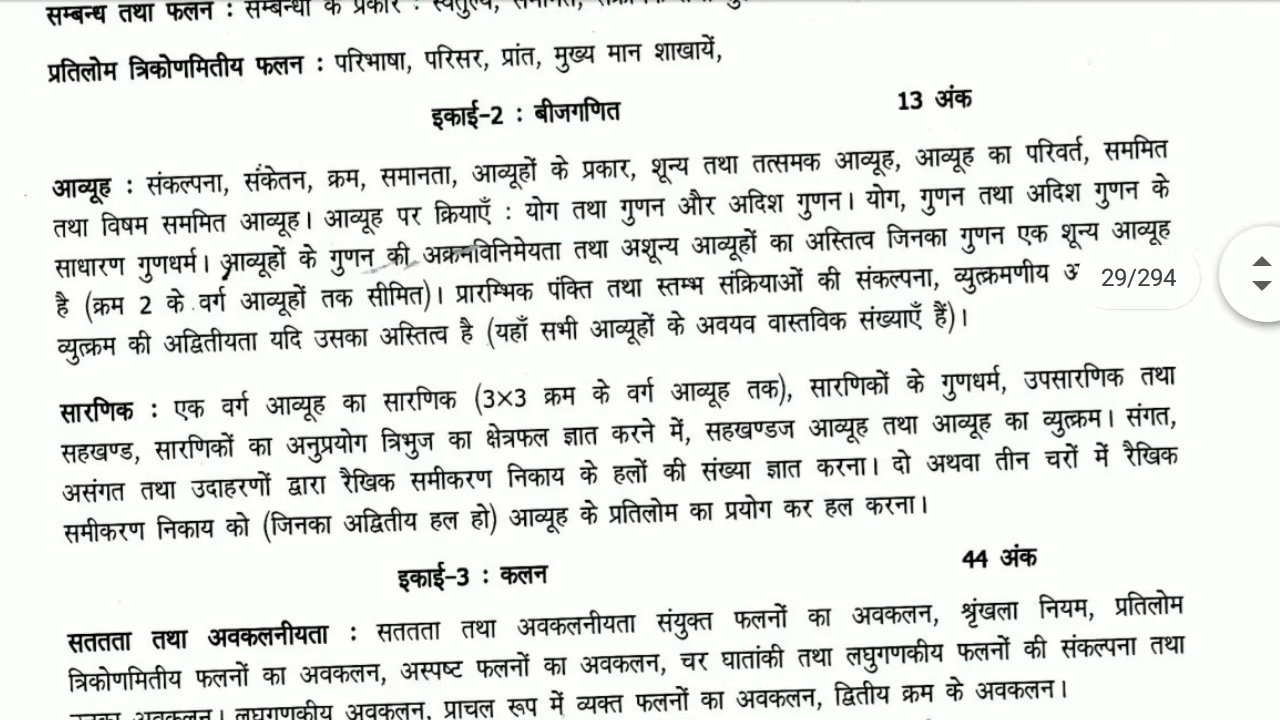 सम्बन्ध तथा फलन : सम्बन्धों के प्रकार :
प्रतिलोम त्रिकोणमितीय फलन : परिभाषा, परिसर, प्रांत, मुख्य मान शाखायें,
इकाई-2 : बीजगणित 13 अंक
आव्यूह : संकल्पना, संकेतन, क्रम, समानता, आव्यूहों के प्रकार, शून्य तथा तत्समक आव्यूह, आव्यूह का परिवर्त, सममित
तथा विषम सममित आव्यूह। आव्यूह पर क्रियाएँ : योग तथा गुणन और अदिश गुणन। योग, गुणन तथा अदिश गुणन के
साधारण गुणधर्म। आव्यूहों के गुणन की अक्रमविनिमेयता तथा अशून्य आव्यूहों का अस्तित्व जिनका गुणन एक शून्य आव्यूह
है (क्रम 2 के वर्ग आव्यूहों तक सीमित)। प्रारम्भिक पंक्ति तथा स्तम्भ संक्रियाओं की संकल्पना, व्युत्क्रमणीय 29/294
व्युत्क्रम की अद्वितीयता यदि उसका अस्तित्व है (यहाँ सभी आव्यूहों के अवयव वास्तविक संख्याएँ हैं)।
सारणिक : एक वर्ग आव्यूह का सारणिक (3×3 क्रम के वर्ग आव्यूह तक), सारणिकों के गुणधर्म, उपसारणिक तथा
सहखण्ड, सारणिकों का अनुप्रयोग त्रिभुज का क्षेत्रफल ज्ञात करने में, सहखण्डज आव्यूह तथा आव्यूह का व्युत्क्रम। संगत,
असंगत तथा उदाहरणों द्वारा रैखिक समीकरण निकाय के हलों की संख्या ज्ञात करना। दो अथवा तीन चरों में रैखिक
समीकरण निकाय को (जिनका अद्वितीय हल हो) आव्यूह के प्रतिलोम का प्रयोग कर हल करना।
इकाई-3 : कलन 44 अंक
सततता तथा अवकलनीयता : सततता तथा अवकलनीयता संयुक्त फलनों का अवकलन, श्रृंखला नियम, प्रतिलोम
त्रिकोणमितीय फलनों का अवकलन, अस्पष्ट फलनों का अवकलन, चर घातांकी तथा लघुगणकीय फलनों की संकल्पना तथा
उनका अवकलन। लघुगणकीय अवकलन, प्राचल रूप में व्यक्त फलनों का अवकलन, द्वितीय क्रम के अवकलन।